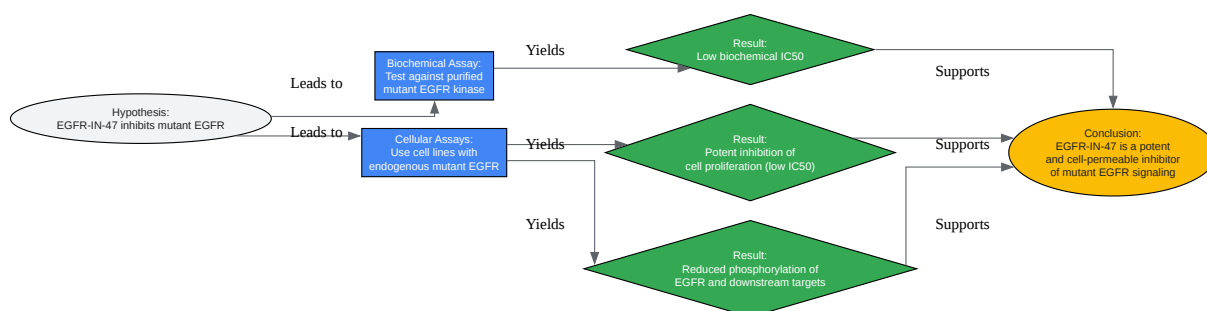 Hypothesis:
EGFR-IN-47 inhibits mutant EGFR
Leads to
Leads to
Biochemical Assay:
Test against purified
mutant EGFR kinase
Cellular Assays:
Use cell lines with
endogenous mutant EGFR
Yields
Yields
Yields
Result:
Low biochemical IC50
Result:
Potent inhibition of
cell proliferation (low IC50)
Result:
Reduced phosphorylation of
EGFR and downstream targets
Supports
Supports
Supports
Conclusion:
EGFR-IN-47 is a potent
and cell-permeable inhibitor
of mutant EGFR signaling